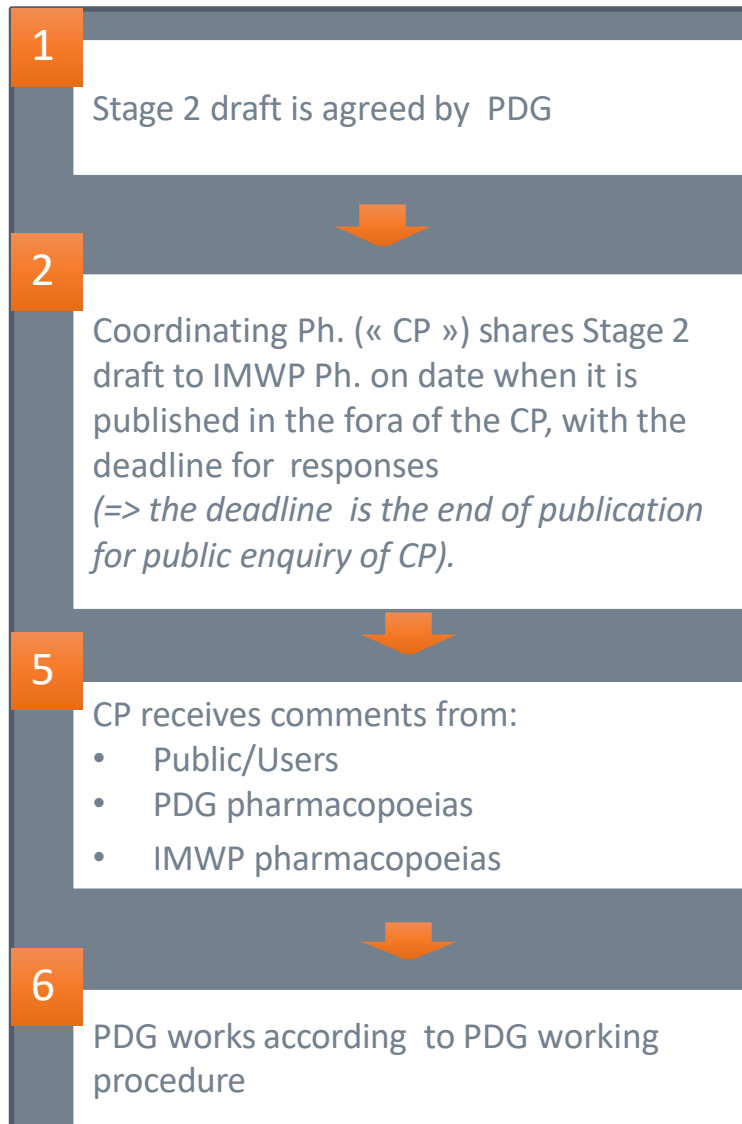 1
Stage 2 draft is agreed by  PDG
2
Coordinating Ph. (« CP ») shares Stage 2
draft to IMWP Ph. on date when it is
published in the fora of the CP, with the
deadline for  responses
(=> the deadline  is the end of publication
for public enquiry of CP).
5
CP receives comments from:
• Public/Users
• PDG pharmacopoeias
• IMWP pharmacopoeias
6
PDG works according  to PDG working
procedure